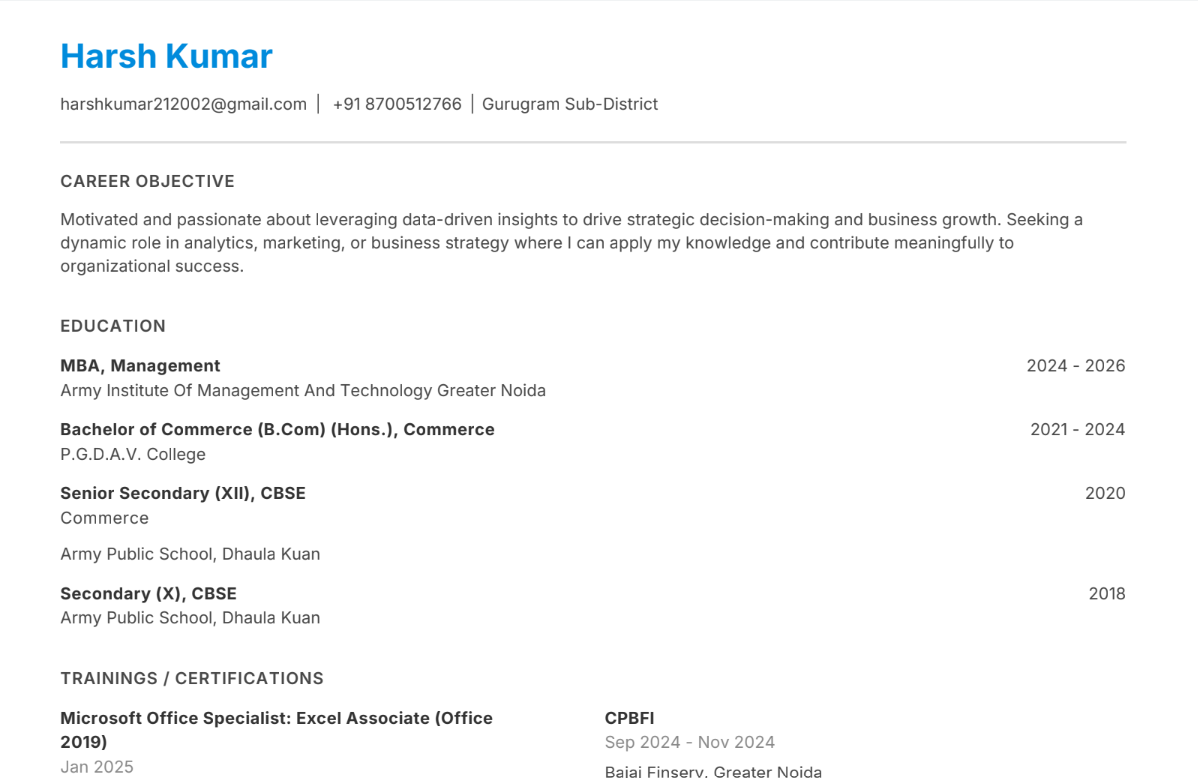 Harsh Kumar
harshkumar212002@gmail.com | +91 8700512766 | Gurugram Sub-District
CAREER OBJECTIVE
Motivated and passionate about leveraging data-driven insights to drive strategic decision-making and business growth. Seeking a
dynamic role in analytics, marketing, or business strategy where I can apply my knowledge and contribute meaningfully to
organizational success.
EDUCATION
MBA, Management 2024 - 2026
Army Institute Of Management And Technology Greater Noida
Bachelor of Commerce (B.Com) (Hons.), Commerce 2021 - 2024
P.G.D.A.V. College
Senior Secondary (XII), CBSE 2020
Commerce
Army Public School, Dhaula Kuan
Secondary (X), CBSE 2018
Army Public School, Dhaula Kuan
TRAININGS / CERTIFICATIONS
Microsoft Office Specialist: Excel Associate (Office
2019)
Jan 2025
CPBFI
Sep 2024 - Nov 2024
Bajaj Finserv, Greater Noida